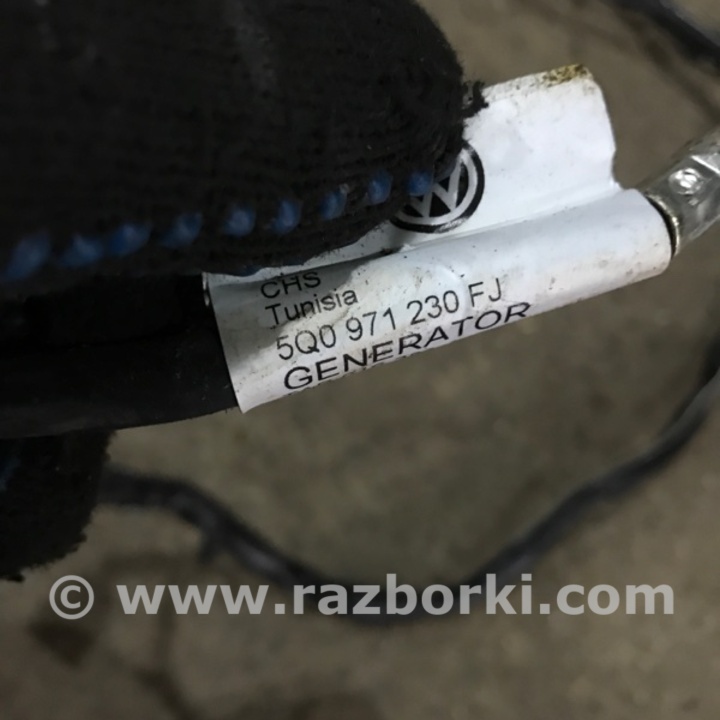 CHS
Tunisia
5Q0 971 230 FJ
GENERATOR
© www.razborki.com